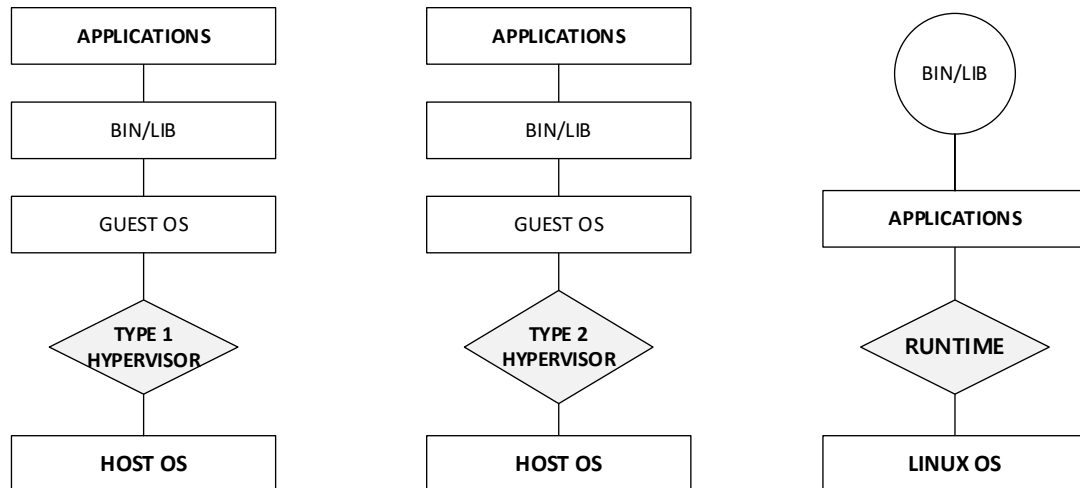 APPLICATIONS
BIN/LIB
GUEST OS
TYPE 1
HYPERVISOR
HOST OS
APPLICATIONS
BIN/LIB
GUEST OS
TYPE 2
HYPERVISOR
HOST OS
BIN/LIB
APPLICATIONS
RUNTIME
LINUX OS